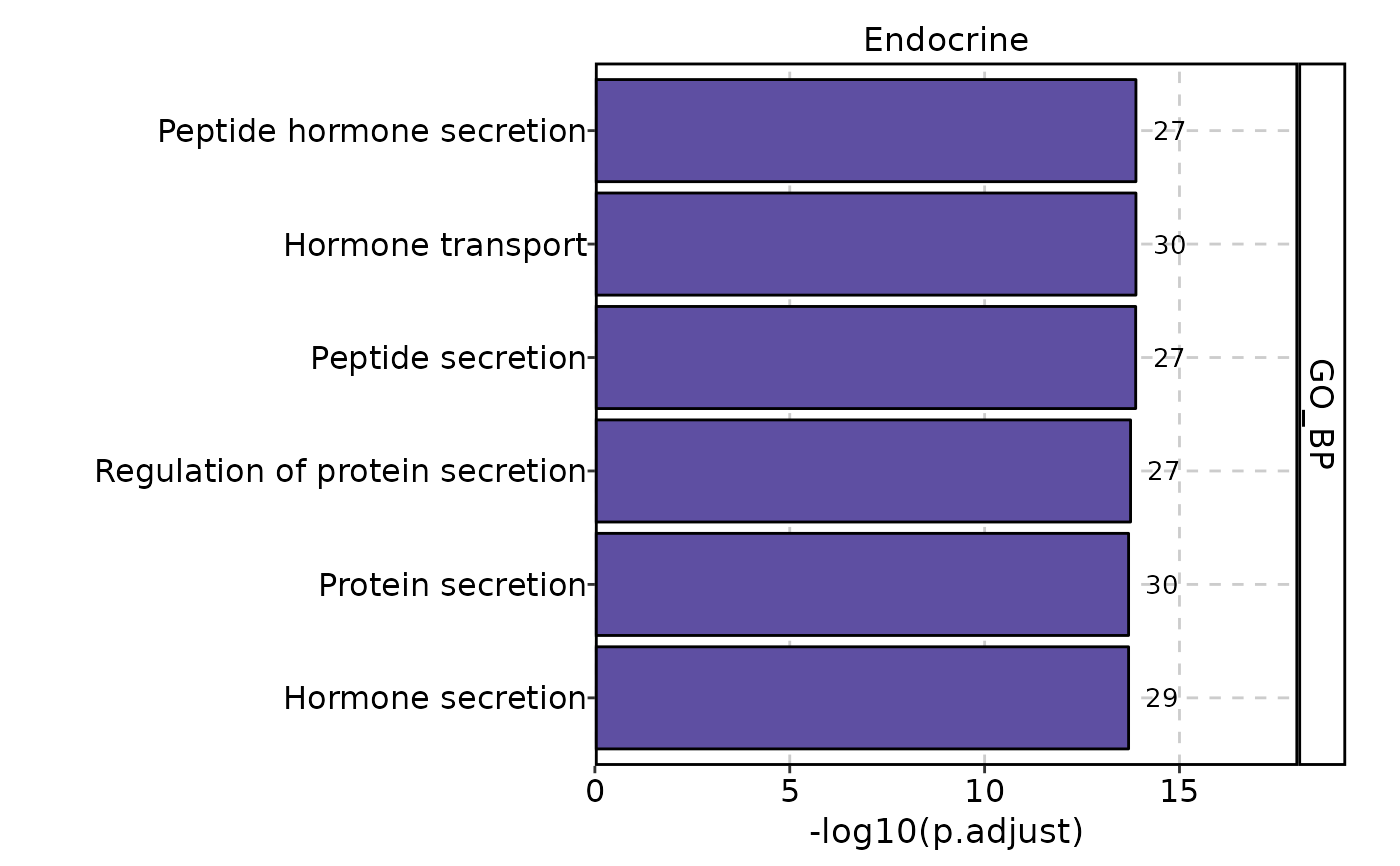 Endocrine
Peptide hormone secretion
27
Hormone transport
30
Peptide secretion
27
Regulation of protein secretion
27
Protein secretion
30
Hormone secretion
29
GO_BP
0 5 10 15
-log10(p.adjust)